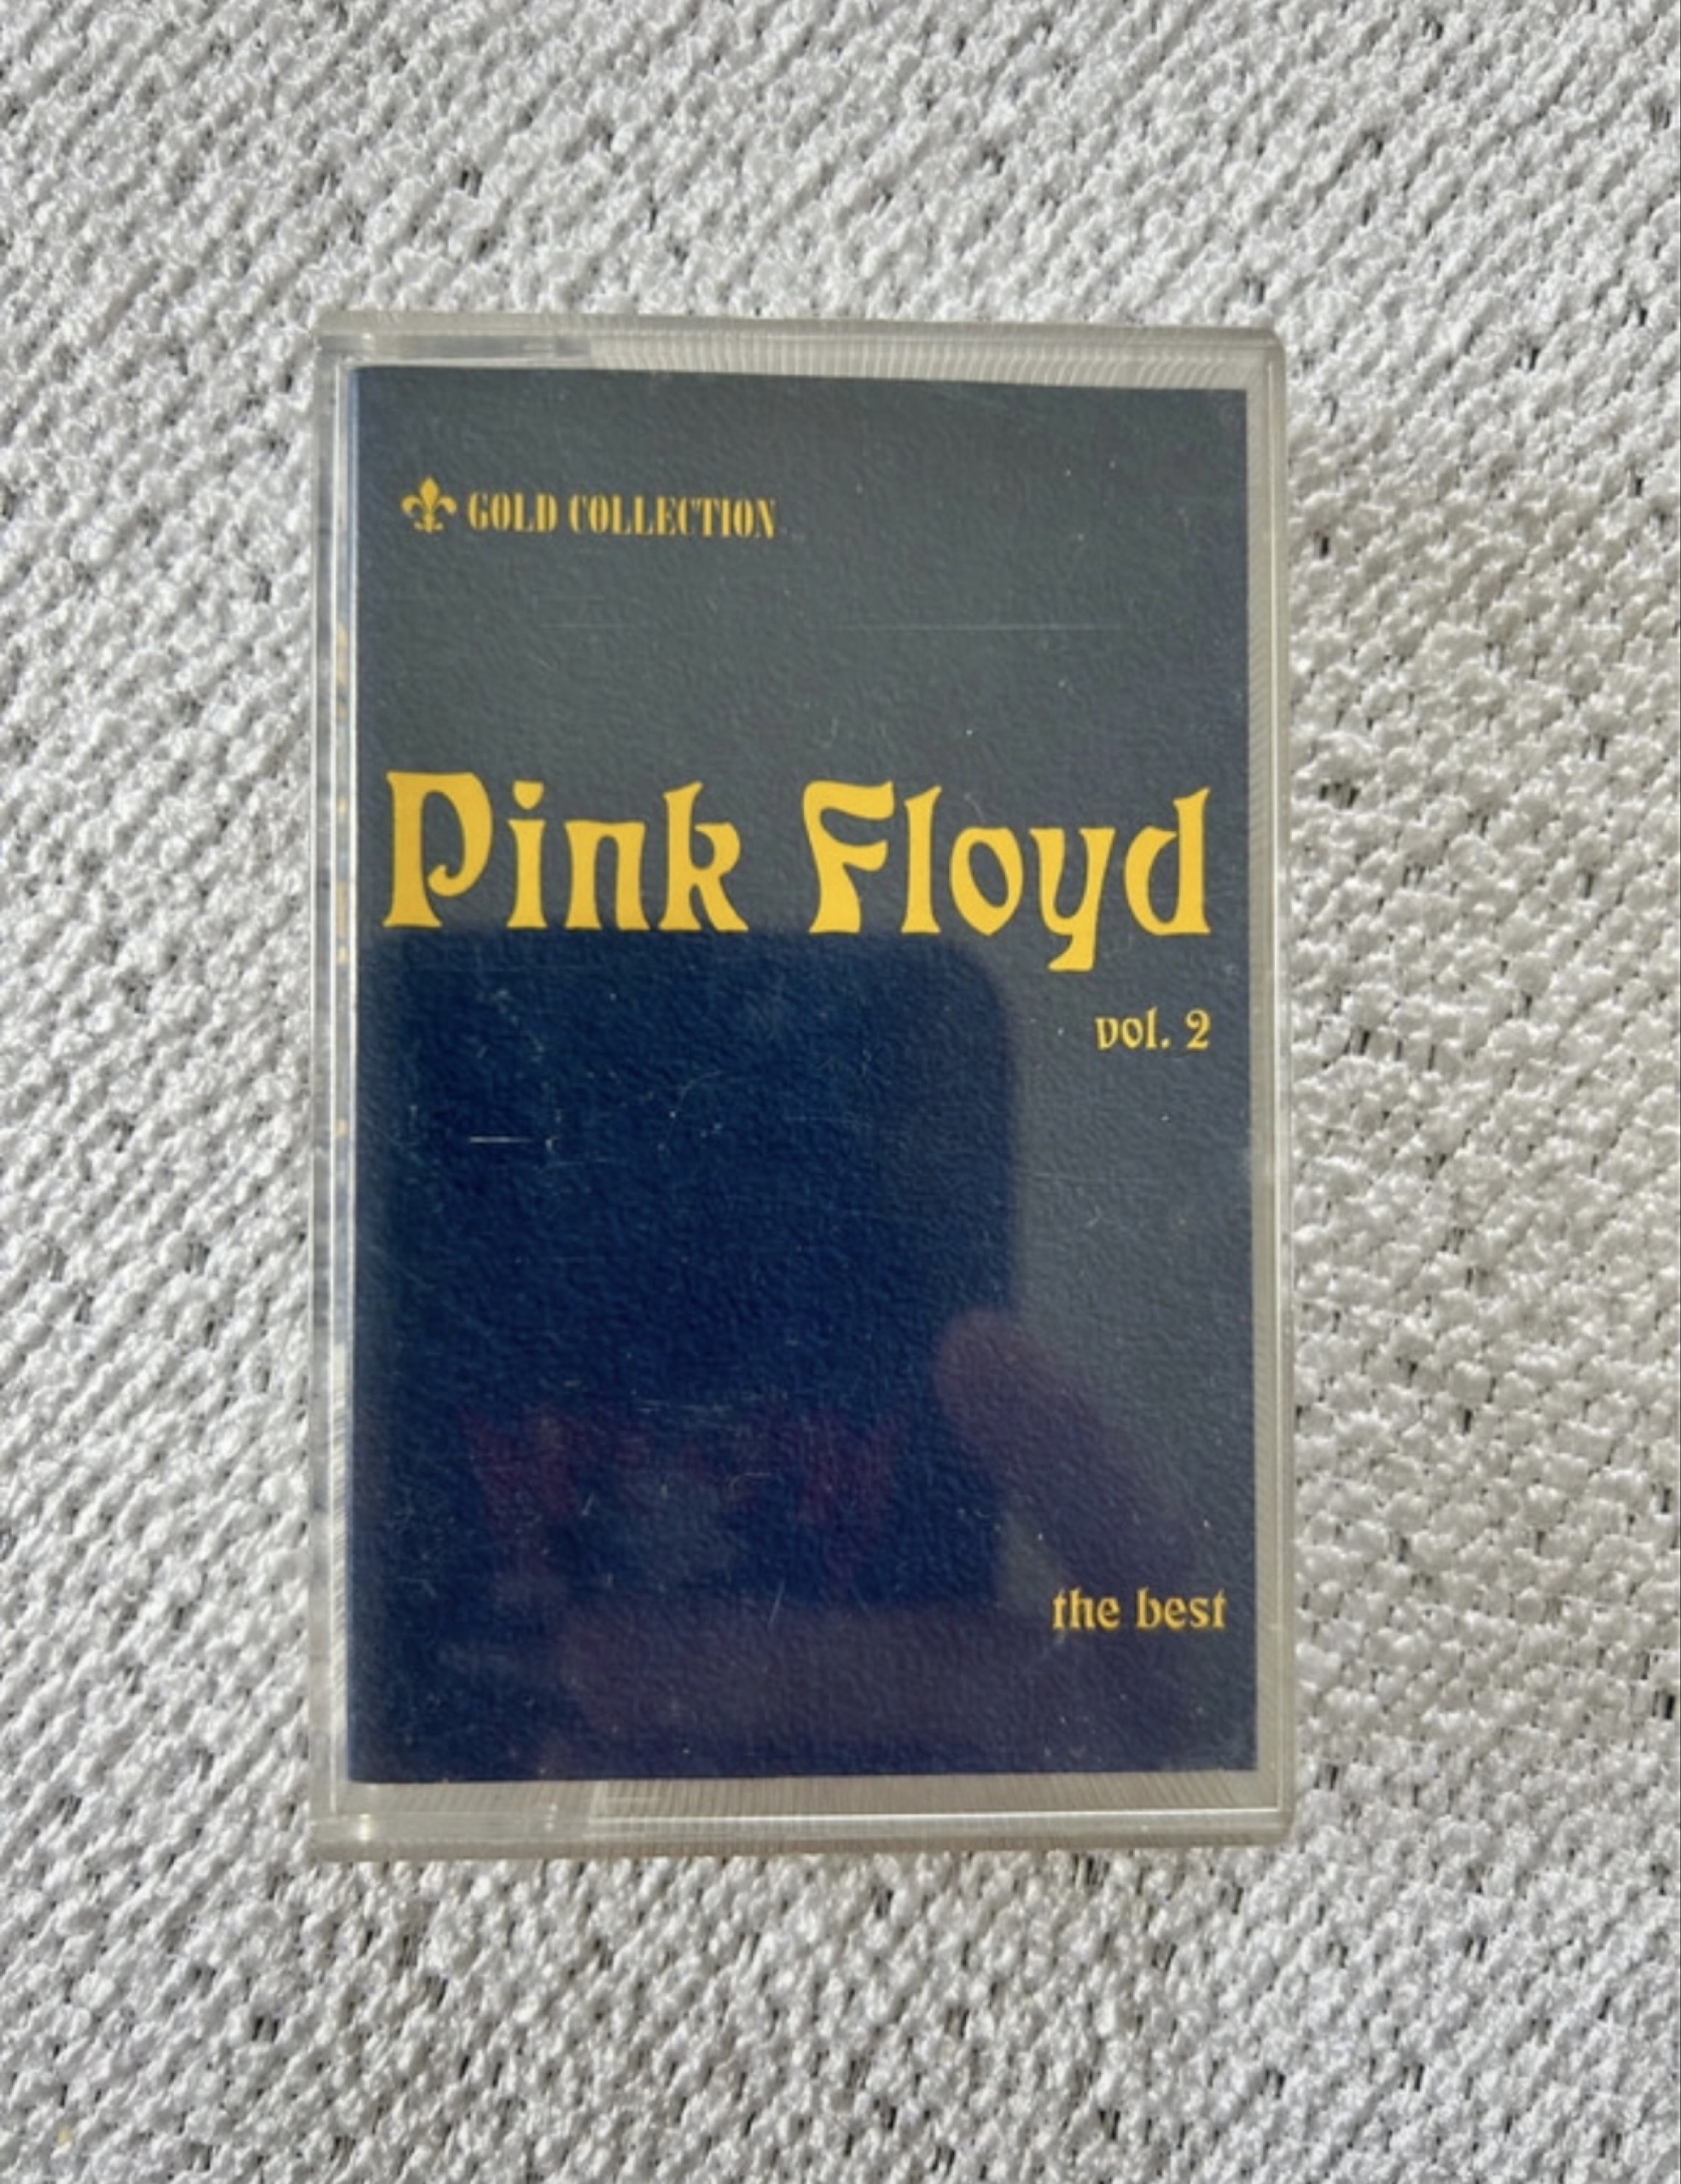 GOLD COLLECTION
Pink Floyd
vol. 2
the best